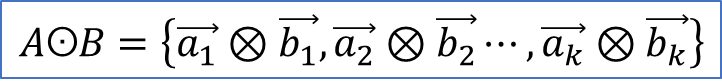 A⊙B = {a₁⃗ ⊗ b₁⃗, a₂⃗ ⊗ b₂⃗ ⋯, aₖ⃗ ⊗ bₖ⃗}